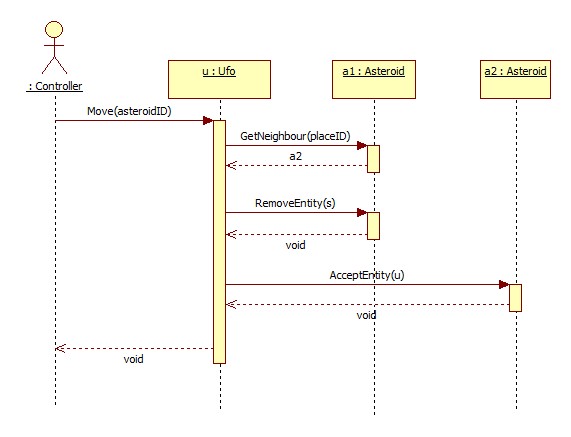 : Controller
u : Ufo
a1 : Asteroid
a2 : Asteroid
Move(asteroidID)
GetNeighbour(placeID)
a2
RemoveEntity(s)
void
AcceptEntity(u)
void
void